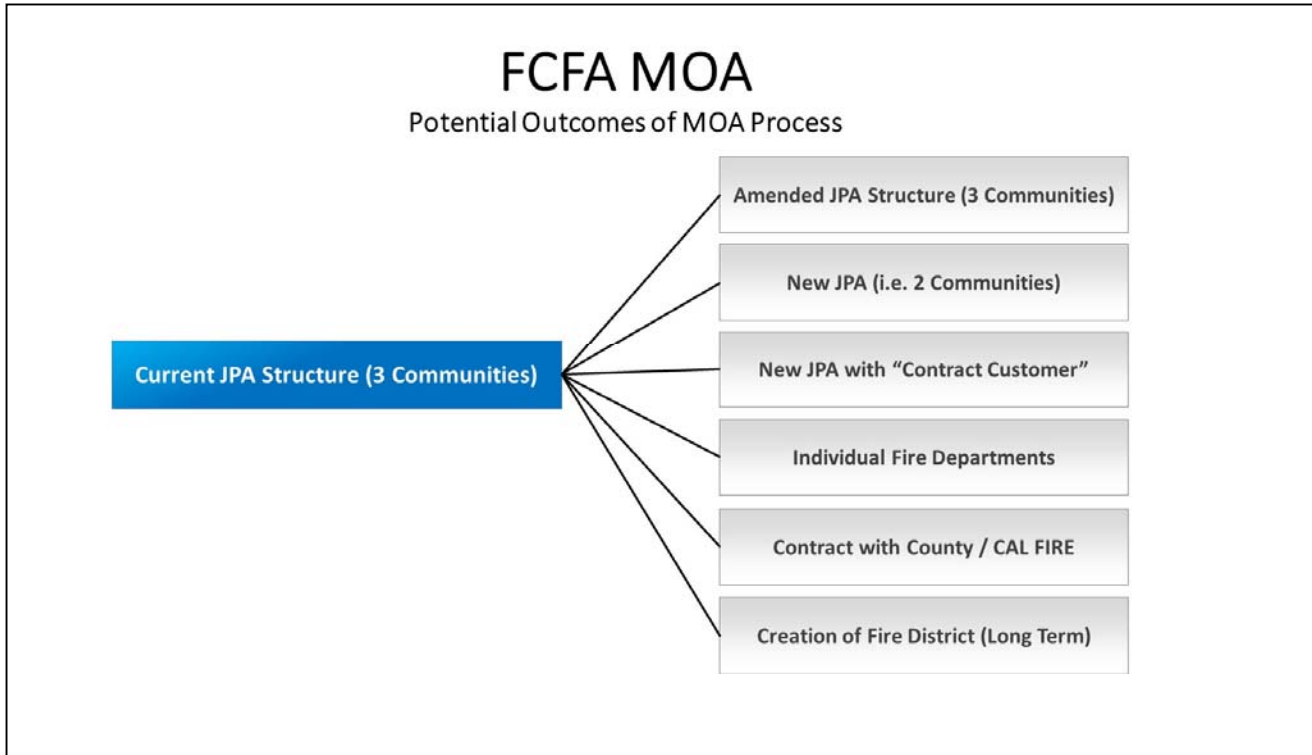 FCFA MOA
Potential Outcomes of MOA Process
Current JPA Structure (3 Communities)
Amended JPA Structure (3 Communities)
New JPA (i.e. 2 Communities)
New JPA with “Contract Customer”
Individual Fire Departments
Contract with County / CAL FIRE
Creation of Fire District (Long Term)